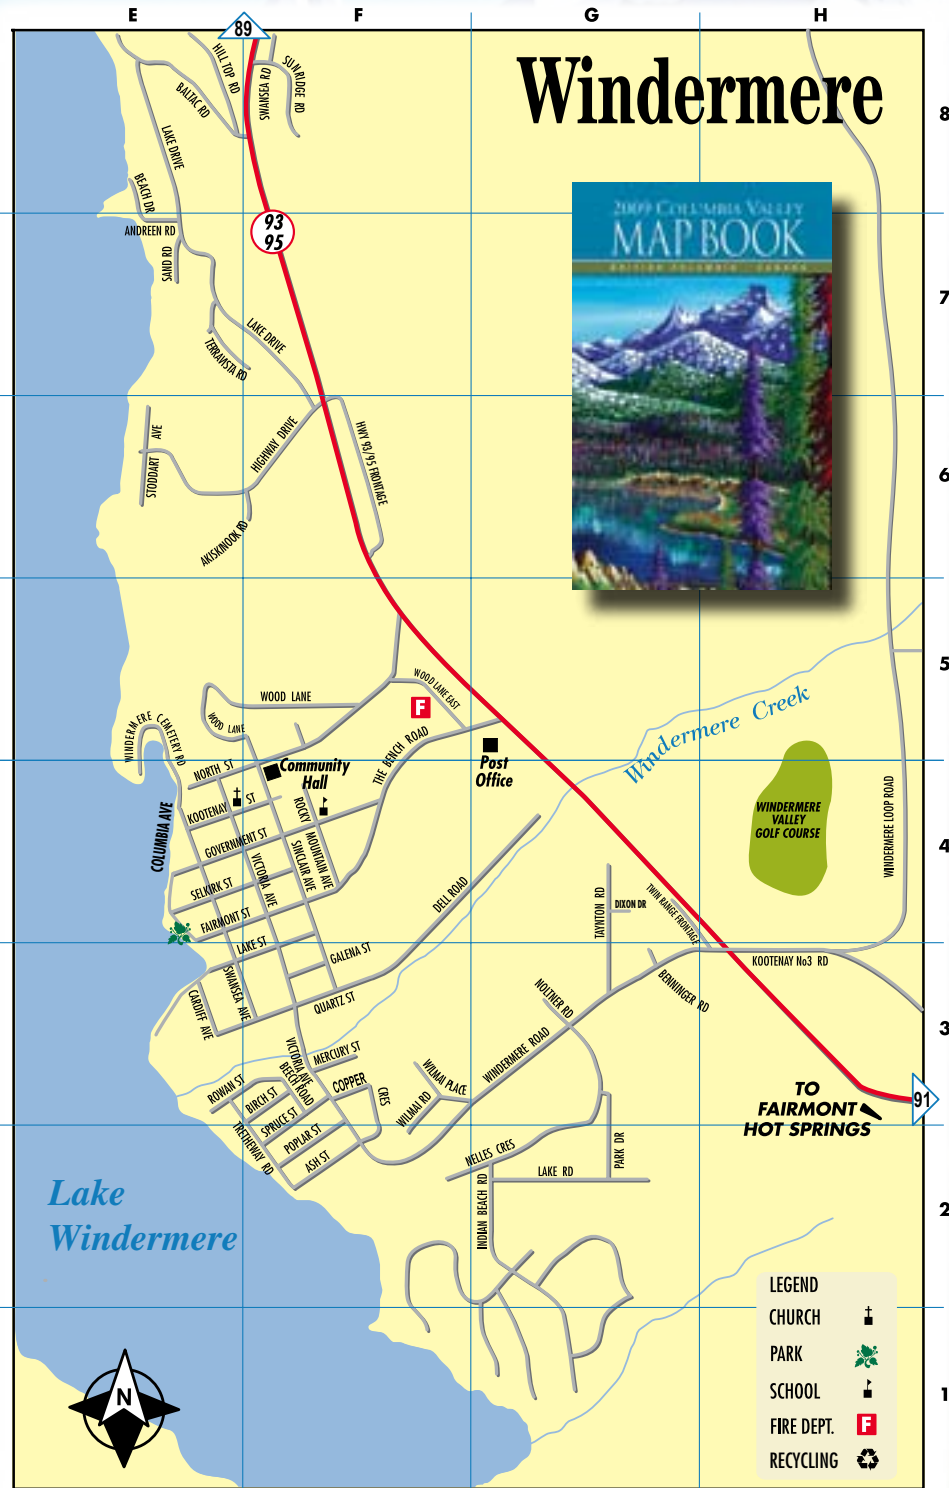 E F G H
89
Windermere
8
HILL TOP RD
SWANSEA RD
SUNRIDGE RD
BALTAC RD
LAKE DRIVE
BEACH DR
ANDREEN RD
SAND RD
93
95
2009 COLUMBIA VALLEY
MAP BOOK
BRITISH COLUMBIA CANADA
7
LAKE DRIVE
TERRAVISTA RD
HIGHWAY DRIVE
HWY 93/95 FRONTAGE
STODDART AVE
AKISKINOOK RD
6
5
WOOD LANE
WOOD LANE EAST
F
WOOD LANE
WINDERMERE CEMETERY RD
THE BENCH ROAD
Post
Office
Windermere Creek
NORTH ST
Community
Hall
KOOTENAY ST
ROCKY MOUNTAIN AVE
COLUMBIA AVE
GOVERNMENT ST
SINCLAIR AVE
VICTORIA AVE
SELKIRK ST
FAIRMONT ST
LAKE ST
DELL ROAD
WINDERMERE
VALLEY
GOLF COURSE
WINDERMERE LOOP ROAD
4
TAYNTON RD
DIXON DR
TWIN RANGE FRONTAGE
GALENA ST
KOOTENAY No3 RD
SWANSEA AVE
CARDIFF AVE
QUARTZ ST
NOLTNER RD
BENNINGER RD
3
WINDERMERE ROAD
VICTORIA AVE
MERCURY ST
BEECH ROAD
COPPER CRES
WILMAI PLACE
WILMAI RD
ROWAN ST
BIRCH ST
SPRUCE ST
POPLAR ST
ASH ST
TRETHEWAY RD
TO
FAIRMONT
HOT SPRINGS
91
NELLES CRES
PARK DR
LAKE RD
INDIAN BEACH RD
Lake
Windermere
2
LEGEND
CHURCH
PARK
SCHOOL
FIRE DEPT. F
RECYCLING
1
N